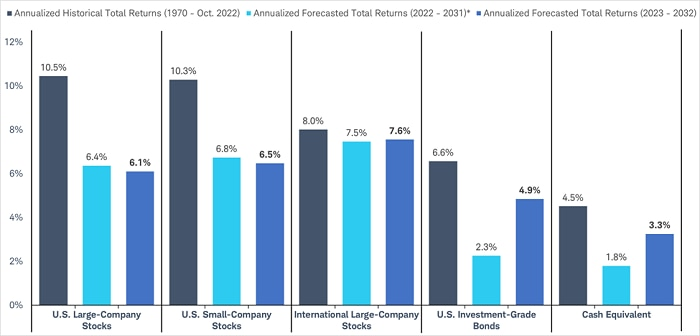 Annualized Historical Total Returns (1970 - Oct. 2022) Annualized Forecasted Total Returns (2022 - 2031)* Annualized Forecasted Total Returns (2023 - 2032)
12%
10%
8%
6%
4%
2%
0%
10.5%
6.4%
6.1%
10.3%
6.8%
6.5%
8.0%
7.5%
7.6%
6.6%
2.3%
4.9%
4.5%
1.8%
3.3%
U.S. Large-Company
Stocks
U.S. Small-Company
Stocks
International Large-Company
Stocks
U.S. Investment-Grade
Bonds
Cash Equivalent